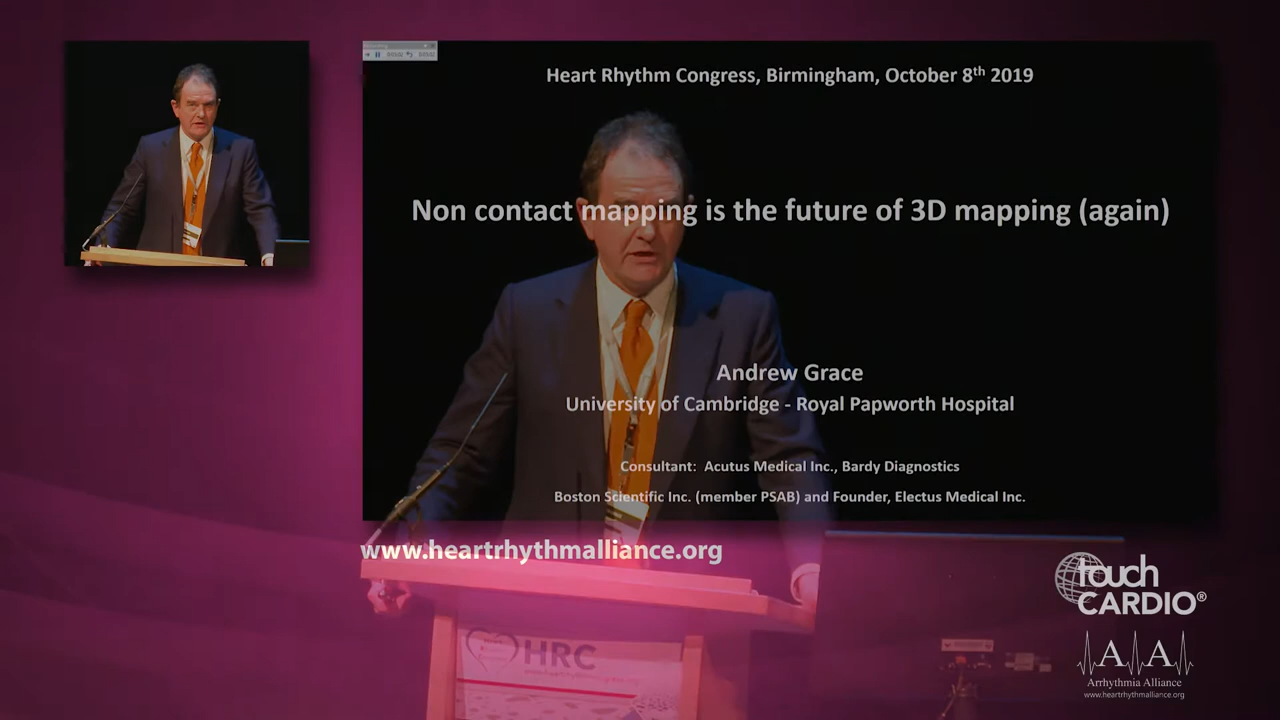 Heart Rhythm Congress, Birmingham, October 8th 2019
Non contact mapping is the future of 3D mapping (again)
Andrew Grace
University of Cambridge - Royal Papworth Hospital
Consultant: Acutus Medical Inc., Bardy Diagnostics
Boston Scientific Inc. (member PSAB) and Founder, Electus Medical Inc.
www.heartrhythmalliance.org
touch
CARDIO®
HRC
A A
Arrhythmia Alliance
www.heartrhythmalliance.org